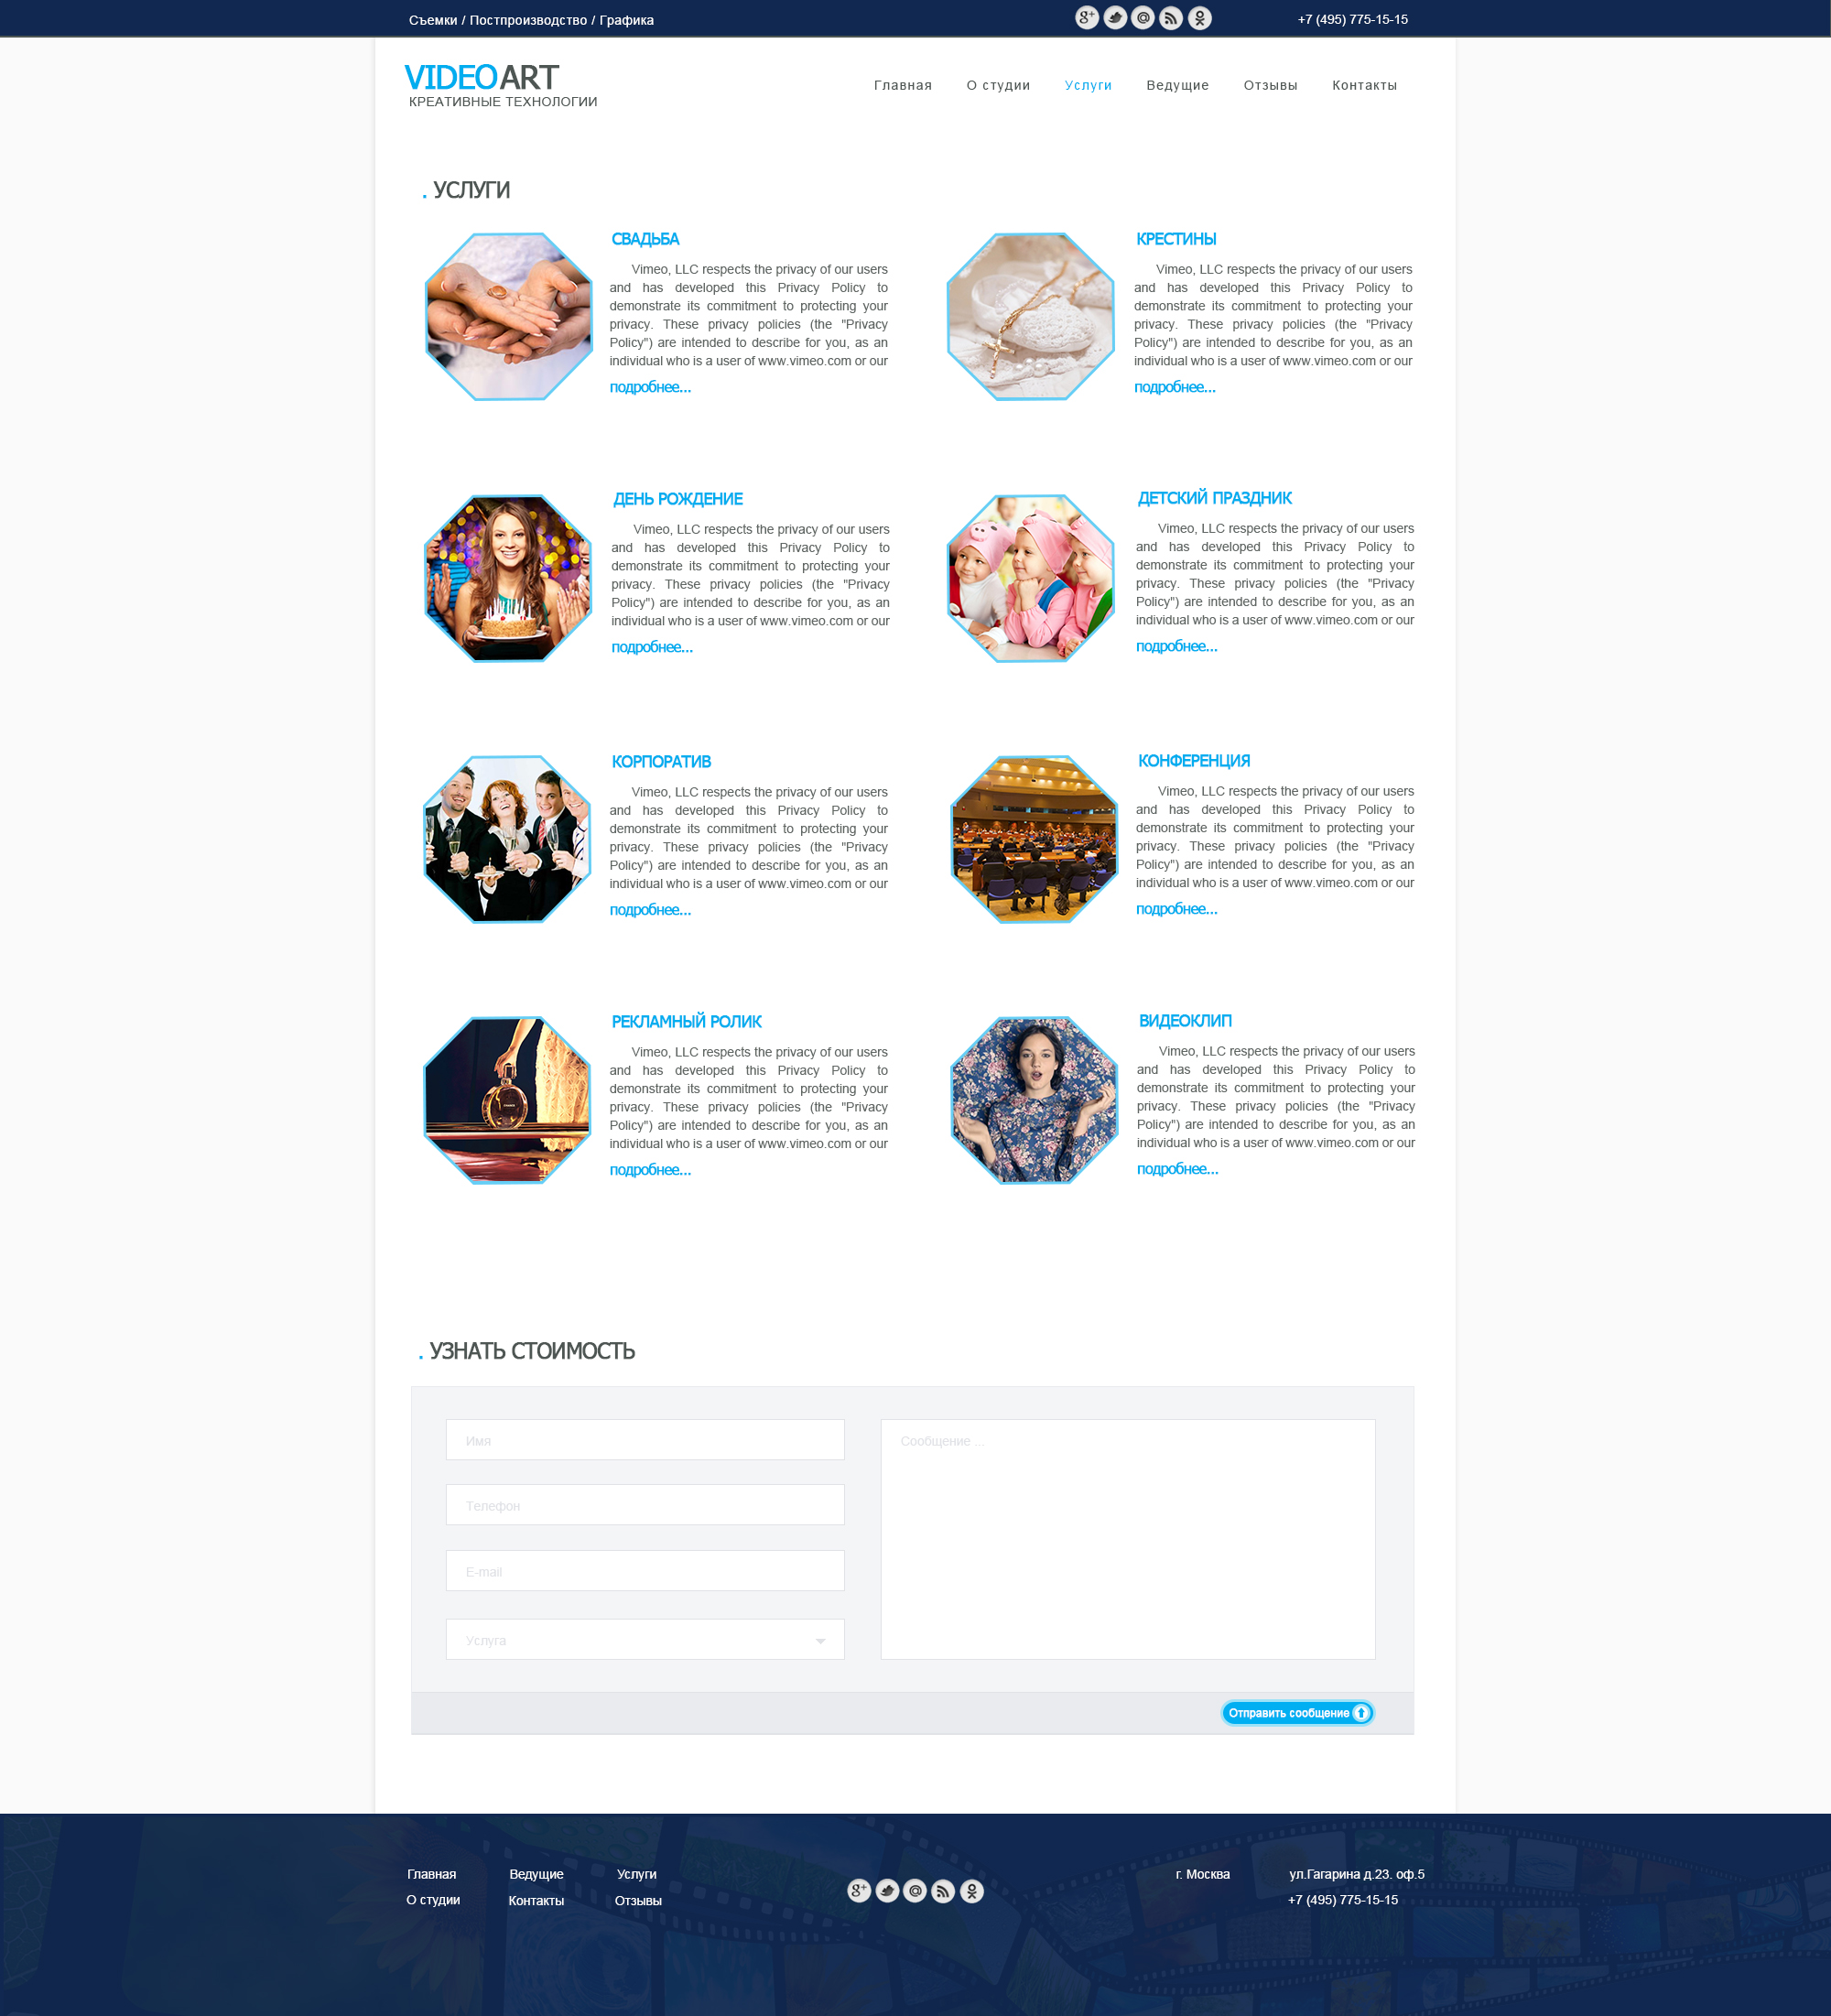 Съемки / Постпроизводство / Графика
+7 (495) 775-15-15
VIDEOART
КРЕАТИВНЫЕ ТЕХНОЛОГИИ
Главная О студии Услуги Ведущие Отзывы Контакты
. УСЛУГИ
СВАДЬБА
Vimeo, LLC respects the privacy of our users
and has developed this Privacy Policy to
demonstrate its commitment to protecting your
privacy. These privacy policies (the "Privacy
Policy") are intended to describe for you, as an
individual who is a user of www.vimeo.com or our
подробнее...
КРЕСТИНЫ
Vimeo, LLC respects the privacy of our users
and has developed this Privacy Policy to
demonstrate its commitment to protecting your
privacy. These privacy policies (the "Privacy
Policy") are intended to describe for you, as an
individual who is a user of www.vimeo.com or our
подробнее...
ДЕНЬ РОЖДЕНИЕ
Vimeo, LLC respects the privacy of our users
and has developed this Privacy Policy to
demonstrate its commitment to protecting your
privacy. These privacy policies (the "Privacy
Policy") are intended to describe for you, as an
individual who is a user of www.vimeo.com or our
подробнее...
ДЕТСКИЙ ПРАЗДНИК
Vimeo, LLC respects the privacy of our users
and has developed this Privacy Policy to
demonstrate its commitment to protecting your
privacy. These privacy policies (the "Privacy
Policy") are intended to describe for you, as an
individual who is a user of www.vimeo.com or our
подробнее...
КОРПОРАТИВ
Vimeo, LLC respects the privacy of our users
and has developed this Privacy Policy to
demonstrate its commitment to protecting your
privacy. These privacy policies (the "Privacy
Policy") are intended to describe for you, as an
individual who is a user of www.vimeo.com or our
подробнее...
КОНФЕРЕНЦИЯ
Vimeo, LLC respects the privacy of our users
and has developed this Privacy Policy to
demonstrate its commitment to protecting your
privacy. These privacy policies (the "Privacy
Policy") are intended to describe for you, as an
individual who is a user of www.vimeo.com or our
подробнее...
РЕКЛАМНЫЙ РОЛИК
Vimeo, LLC respects the privacy of our users
and has developed this Privacy Policy to
demonstrate its commitment to protecting your
privacy. These privacy policies (the "Privacy
Policy") are intended to describe for you, as an
individual who is a user of www.vimeo.com or our
подробнее...
ВИДЕОКЛИП
Vimeo, LLC respects the privacy of our users
and has developed this Privacy Policy to
demonstrate its commitment to protecting your
privacy. These privacy policies (the "Privacy
Policy") are intended to describe for you, as an
individual who is a user of www.vimeo.com or our
подробнее...
. УЗНАТЬ СТОИМОСТЬ
Имя
Телефон
E-mail
Услуга
Сообщение ...
Отправить сообщение
Главная Ведущие Услуги
О студии Контакты Отзывы
г. Москва ул.Гагарина д.23. оф.5
+7 (495) 775-15-15